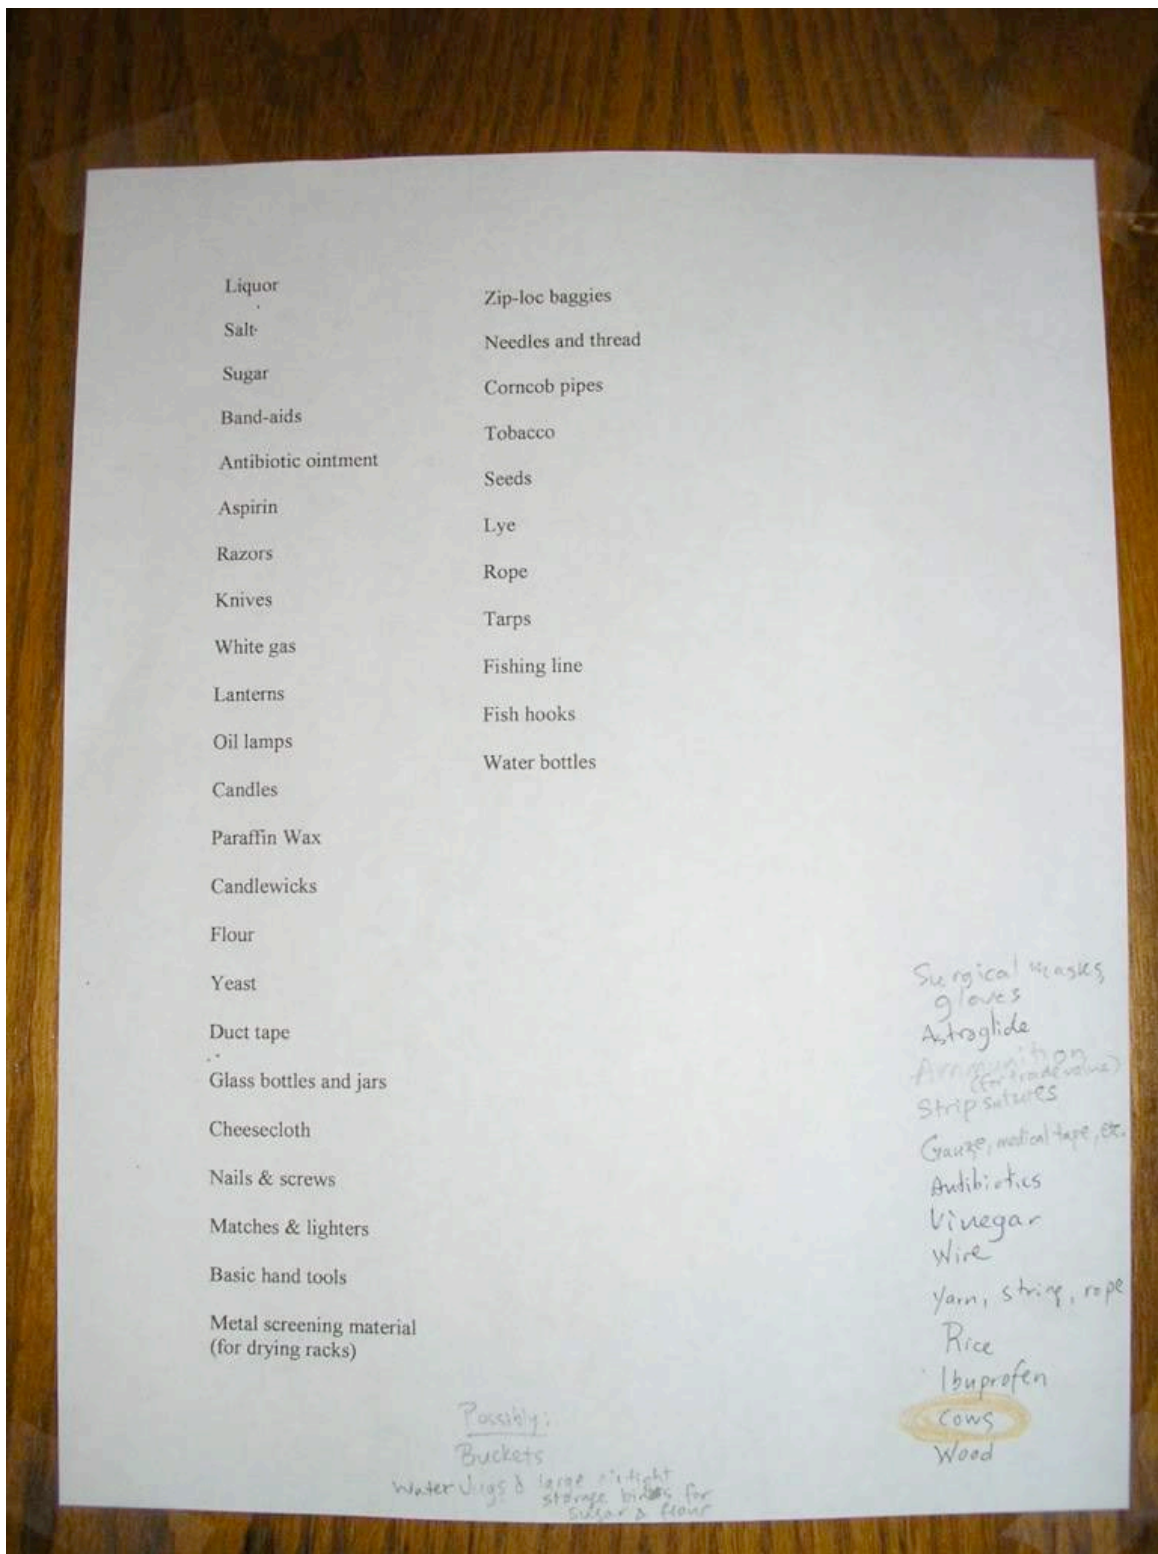 Liquor
Salt
Sugar
Band-aids
Antibiotic ointment
Aspirin
Razors
Knives
White gas
Lanterns
Oil lamps
Candles
Paraffin Wax
Candlewicks
Flour
Yeast
Duct tape
Glass bottles and jars
Cheesecloth
Nails & screws
Matches & lighters
Basic hand tools
Metal screening material
(for drying racks)
Zip-loc baggies
Needles and thread
Corncob pipes
Tobacco
Seeds
Lye
Rope
Tarps
Fishing line
Fish hooks
Water bottles
Surgical masks,
gloves
Astroglide
Ammunition
(for trade value)
Strip sutures
Gauze, medical tape, etc.
Antibiotics
Vinegar
Wire
Yarn, string, rope
Rice
Ibuprofen
Cows
Wood
Possibly:
Buckets
Water Jugs & large airtight
storage bins for
sugar & flour